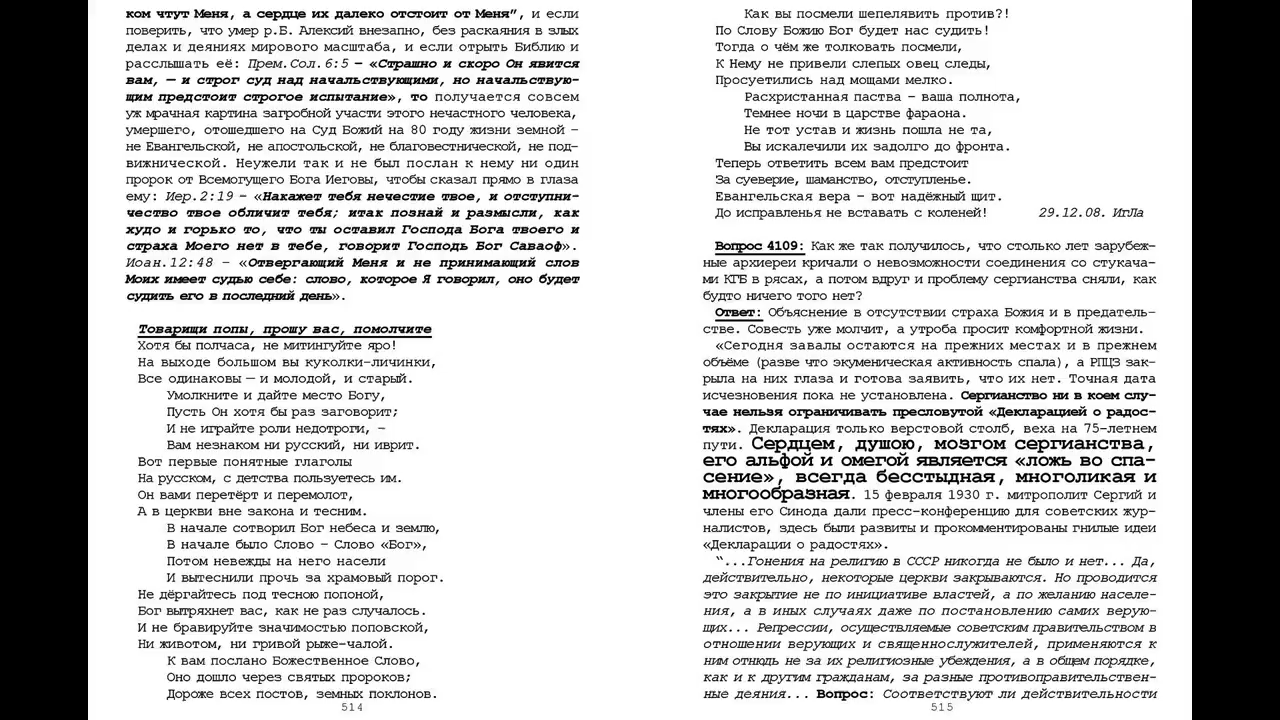 ком чтут Меня, а сердце их далеко отстоит от Меня", и если
поверить, что умер р.Б. Алексий внезапно, без раскаяния в злых
делах и деяниях мирового масштаба, и если отрыть Библию и
расслышать её: Прем.Сол.6:5 – «Страшно и скоро Он явится
вам, — и строг суд над начальствующими, но начальствую-
щим предстоит строгое испытание», то получается совсем
уж мрачная картина загробной участи этого нечастного человека,
умершего, отошедшего на Суд Божий на 80 году жизни земной –
не Евангельской, не апостольской, не благовестнической, не под-
вижнической. Неужели так и не был послан к нему ни один
пророк от Всемогущего Бога Иеговы, чтобы сказал прямо в глаза
ему: Иер.2:19 – «Накажет тебя нечестие твое, и отступни-
чество твое обличит тебя; итак познай и размысли, как
худо и горько то, что ты оставил Господа Бога твоего и
страха Моего нет в тебе, говорит Господь Бог Саваоф».
Иоан.12:48 – «Отвергающий Меня и не принимающий слов
Моих имеет судью себе: слово, которое Я говорил, оно будет
судить его в последний день».
Товарищи попы, прошу вас, помолчите
Хотя бы полчаса, не митингуйте яро!
На выходе большом вы куколки-личинки,
Все одинаковы — и молодой, и старый.
Умолкните и дайте место Богу,
Пусть Он хотя бы раз заговорит;
И не играйте роли недотроги, –
Вам незнаком ни русский, ни иврит.
Вот первые понятные глаголы
На русском, с детства пользуетесь им.
Он вами перетёрт и перемолот,
А в церкви вне закона и тесним.
В начале сотворил Бог небеса и землю,
В начале было Слово – Слово «Бог»,
Потом невежды на него насели
И вытеснили прочь за храмовый порог.
Не дёргайтесь под тесною попоной,
Бог вытряхнет вас, как не раз случалось.
И не бравируйте значимостью поповской,
Ни животом, ни гривой рыже-чалой.
К вам послано Божественное Слово,
Оно дошло через святых пророков;
Дороже всех постов, земных поклонов.
514
Как вы посмели шепелявить против?!
По Слову Божию Бог будет нас судить!
Тогда о чём же толковать посмели,
К Нему не привели слепых овец следы,
Просуетились над мощами мелко.
Расхристанная паства – ваша полнота,
Темнее ночи в царстве фараона.
Не тот устав и жизнь пошла не та,
Вы искалечили их задолго до фронта.
Теперь ответить всем вам предстоит
За суеверие, шаманство, отступленье.
Евангельская вера – вот надёжный щит.
До исправленья не вставать с коленей! 29.12.08. ИгЛа
Вопрос 4109: Как же так получилось, что столько лет зарубеж-
ные архиереи кричали о невозможности соединения со стукача-
ми КГБ в рясах, а потом вдруг и проблему сергианства сняли, как
будто ничего того нет?
Ответ: Объяснение в отсутствии страха Божия и в предатель-
стве. Совесть уже молчит, а утроба просит комфортной жизни.
«Сегодня завалы остаются на прежних местах и в прежнем
объёме (разве что экуменическая активность спала), а РПЦЗ зак-
рыла на них глаза и готова заявить, что их нет. Точная дата
исчезновения пока не установлена. Сергианство ни в коем слу-
чае нельзя ограничивать пресловутой «Декларацией о радос-
тях». Декларация только верстовой столб, веха на 75-летнем
пути. Сердцем, душою, мозгом сергианства,
его альфой и омегой является «ложь во спа-
сение», всегда бесстыдная, многоликая и
многообразная. 15 февраля 1930 г. митрополит Сергий и
члены его Синода дали пресс-конференцию для советских жур-
налистов, здесь были развиты и прокомментированы гнилые идеи
«Декларации о радостях».
"...Гонения на религию в СССР никогда не было и нет... Да,
действительно, некоторые церкви закрываются. Но проводится
это закрытие не по инициативе властей, а по желанию населе-
ния, а в иных случаях даже по постановлению самих верую-
щих... Репрессии, осуществляемые советским правительством в
отношении верующих и священнослужителей, применяются к
ним отнюдь не за их религиозные убеждения, а в общем порядке,
как и к другим гражданам, за разные противоправительствен-
ные деяния... Вопрос: Соответствуют ли действительности
515